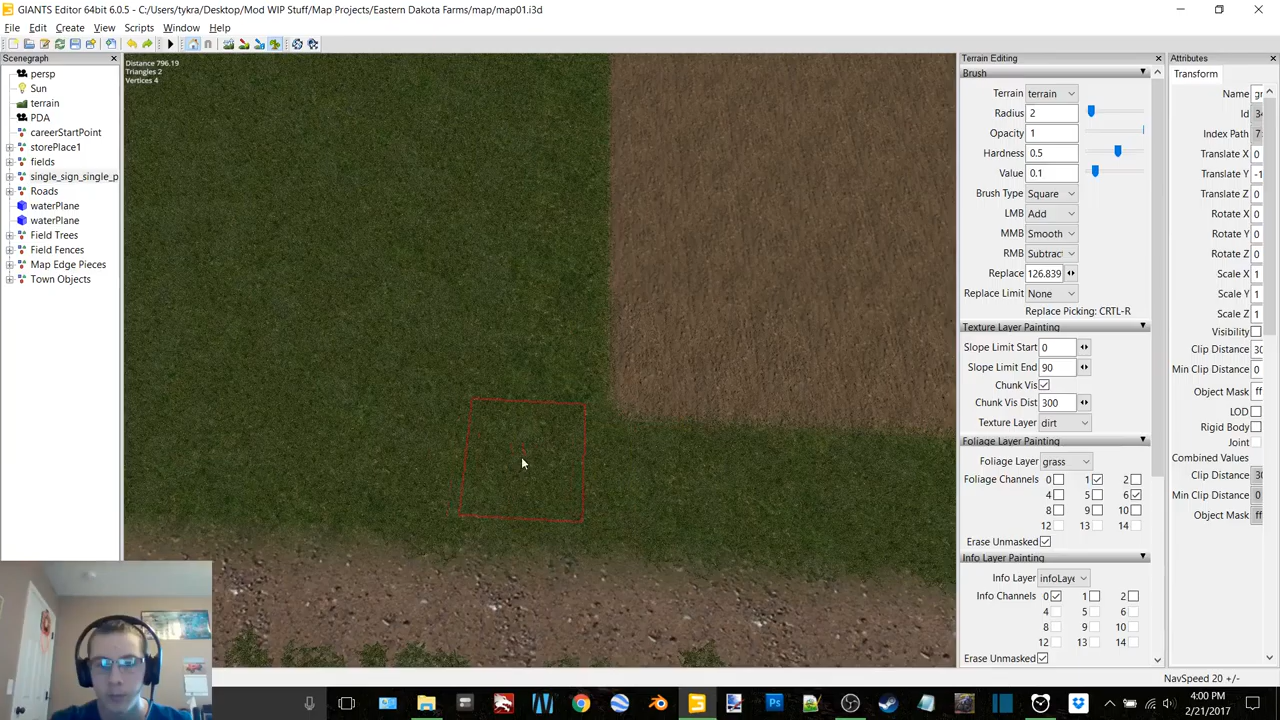 GIANTS Editor 64bit 6.0.5 - C:/Users/tykra/Desktop/Mod WIP Stuff/Map Projects/Eastern Dakota Farms/map/map01.i3d
File Edit Create View Scripts Window Help
Scenegraph
persp
Sun
terrain
PDA
careerStartPoint
storePlace1
fields
single_sign_single_p
Roads
waterPlane
waterPlane
Field Trees
Field Fences
Map Edge Pieces
Town Objects
Distance 796.19
Triangles 2
Vertices 4
Terrain Editing
Brush
Terrain terrain
Radius 2
Opacity 1
Hardness 0.5
Value 0.1
Brush Type Square
LMB Add
MMB Smooth
RMB Subtract
Replace 126.839
Replace Limit None
Replace Picking: CRTL-R
Texture Layer Painting
Slope Limit Start 0
Slope Limit End 90
Chunk Vis
Chunk Vis Dist 300
Texture Layer dirt
Foliage Layer Painting
Foliage Layer grass
Foliage Channels 0 1 2
4 5 6
8 9 10
12 13 14
Erase Unmasked
Info Layer Painting
Info Layer infoLaye
Info Channels 0 1 2
4 5 6
8 9 10
12 13 14
Erase Unmasked
Attributes
Transform
Name gr
Id 34
Index Path 7
Translate X 0
Translate Y -1
Translate Z 0
Rotate X 0
Rotate Y 0
Rotate Z 0
Scale X 1
Scale Y 1
Scale Z 1
Visibility
Clip Distance 30
Min Clip Distance 0
Object Mask ff
LOD
Rigid Body
Joint
Combined Values
Clip Distance 30
Min Clip Distance 0
Object Mask ff
NavSpeed 20 +/-
4:00 PM
2/21/2017